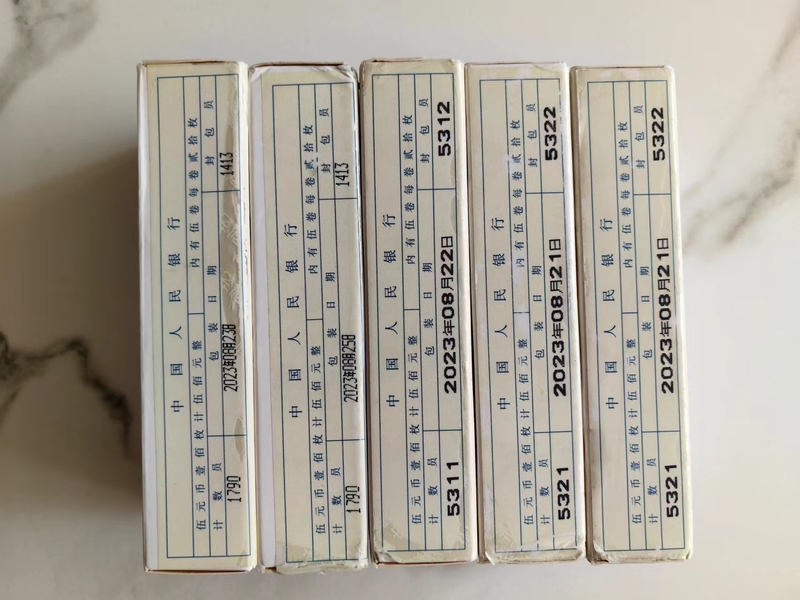 中国人民银行
伍元币壹佰枚计伍佰元整 内有伍卷每卷贰拾枚
计数员 包装日期 封包员
1790 2023年08月23日 1413
中国人民银行
伍元币壹佰枚计伍佰元整 内有伍卷每卷贰拾枚
计数员 包装日期 封包员
1790 2023年08月25日 1413
中国人民银行
伍元币壹佰枚计伍佰元整 内有伍卷每卷贰拾枚
计数员 包装日期 封包员
5311 2023年08月22日 5312
中国人民银行
伍元币壹佰枚计伍佰元整 内有伍卷每卷贰拾枚
计数员 包装日期 封包员
5321 2023年08月21日 5322
中国人民银行
伍元币壹佰枚计伍佰元整 内有伍卷每卷贰拾枚
计数员 包装日期 封包员
5321 2023年08月21日 5322